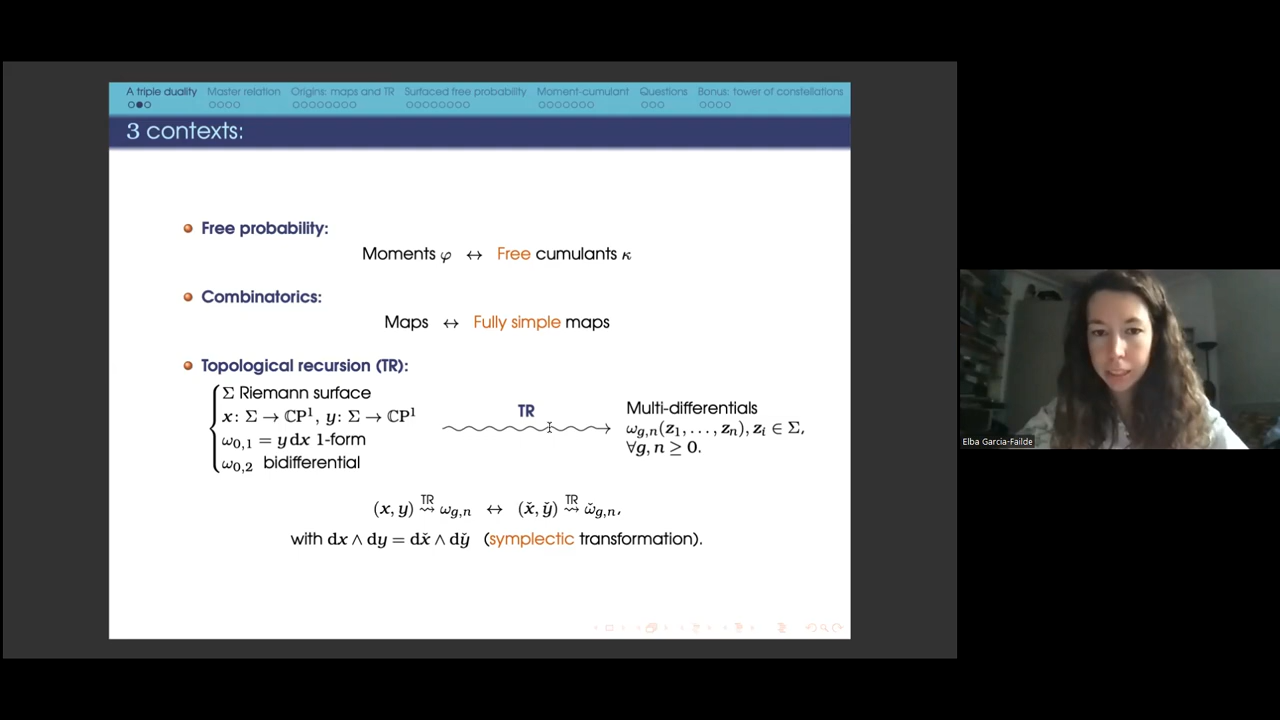 A triple duality Master relation Origins: maps and TR Surfaced free probability Moment-cumulant Questions Bonus: tower of constellations
3 contexts:
Free probability:
Moments φ ↔ Free cumulants κ
Combinatorics:
Maps ↔ Fully simple maps
Topological recursion (TR):
Σ Riemann surface
x: Σ → ℂP¹, y: Σ → ℂP¹
ω₀,₁ = y dx 1-form
ω₀,₂ bidifferential
TR
Multi-differentials
ω_{g,n}(z₁, . . . , zₙ), zᵢ ∈ Σ,
∀g, n ≥ 0.
(x, y) TR⇝ ω_{g,n} ↔ (x̌, y̌) TR⇝ ω̌_{g,n},
with dx ∧ dy = dx̌ ∧ dy̌ (symplectic transformation).
Elba Garcia-Failde